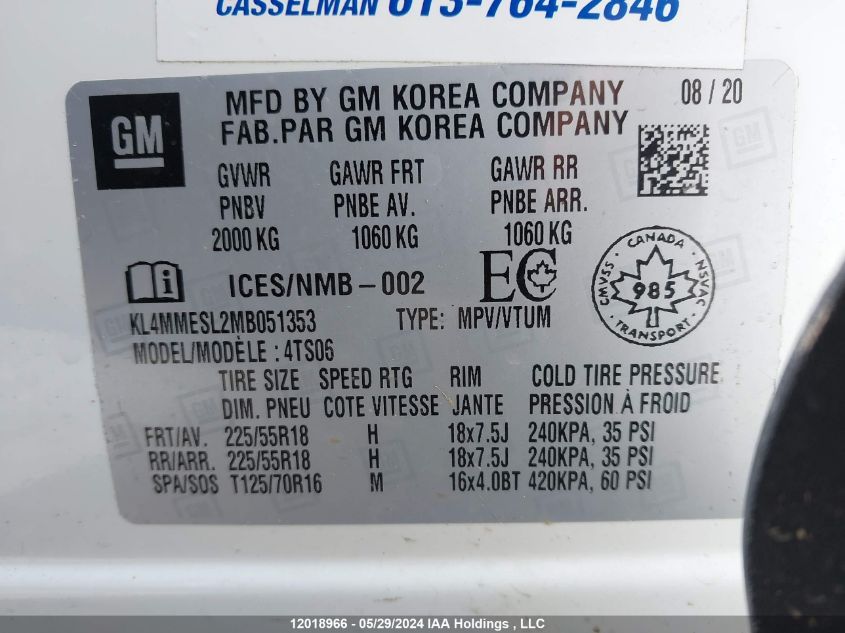 CASSELMAN 613-764-2846
GM
MFD BY GM KOREA COMPANY 08 / 20
FAB.PAR GM KOREA COMPANY
GVWR GAWR FRT GAWR RR
PNBV PNBE AV. PNBE ARR.
2000 KG 1060 KG 1060 KG
ICES/NMB-002 EC
CANADA
CMVSS 985 NSVAC
TRANSPORT
KL4MMESL2MB051353 TYPE: MPV/VTUM
MODEL/MODÈLE : 4TS06
TIRE SIZE SPEED RTG RIM COLD TIRE PRESSURE
DIM. PNEU COTE VITESSE JANTE PRESSION À FROID
FRT/AV. 225/55R18 H 18x7.5J 240KPA, 35 PSI
RR/ARR. 225/55R18 H 18x7.5J 240KPA, 35 PSI
SPA/SOS T125/70R16 M 16x4.0BT 420KPA, 60 PSI
12018966 - 05/29/2024 IAA Holdings, LLC